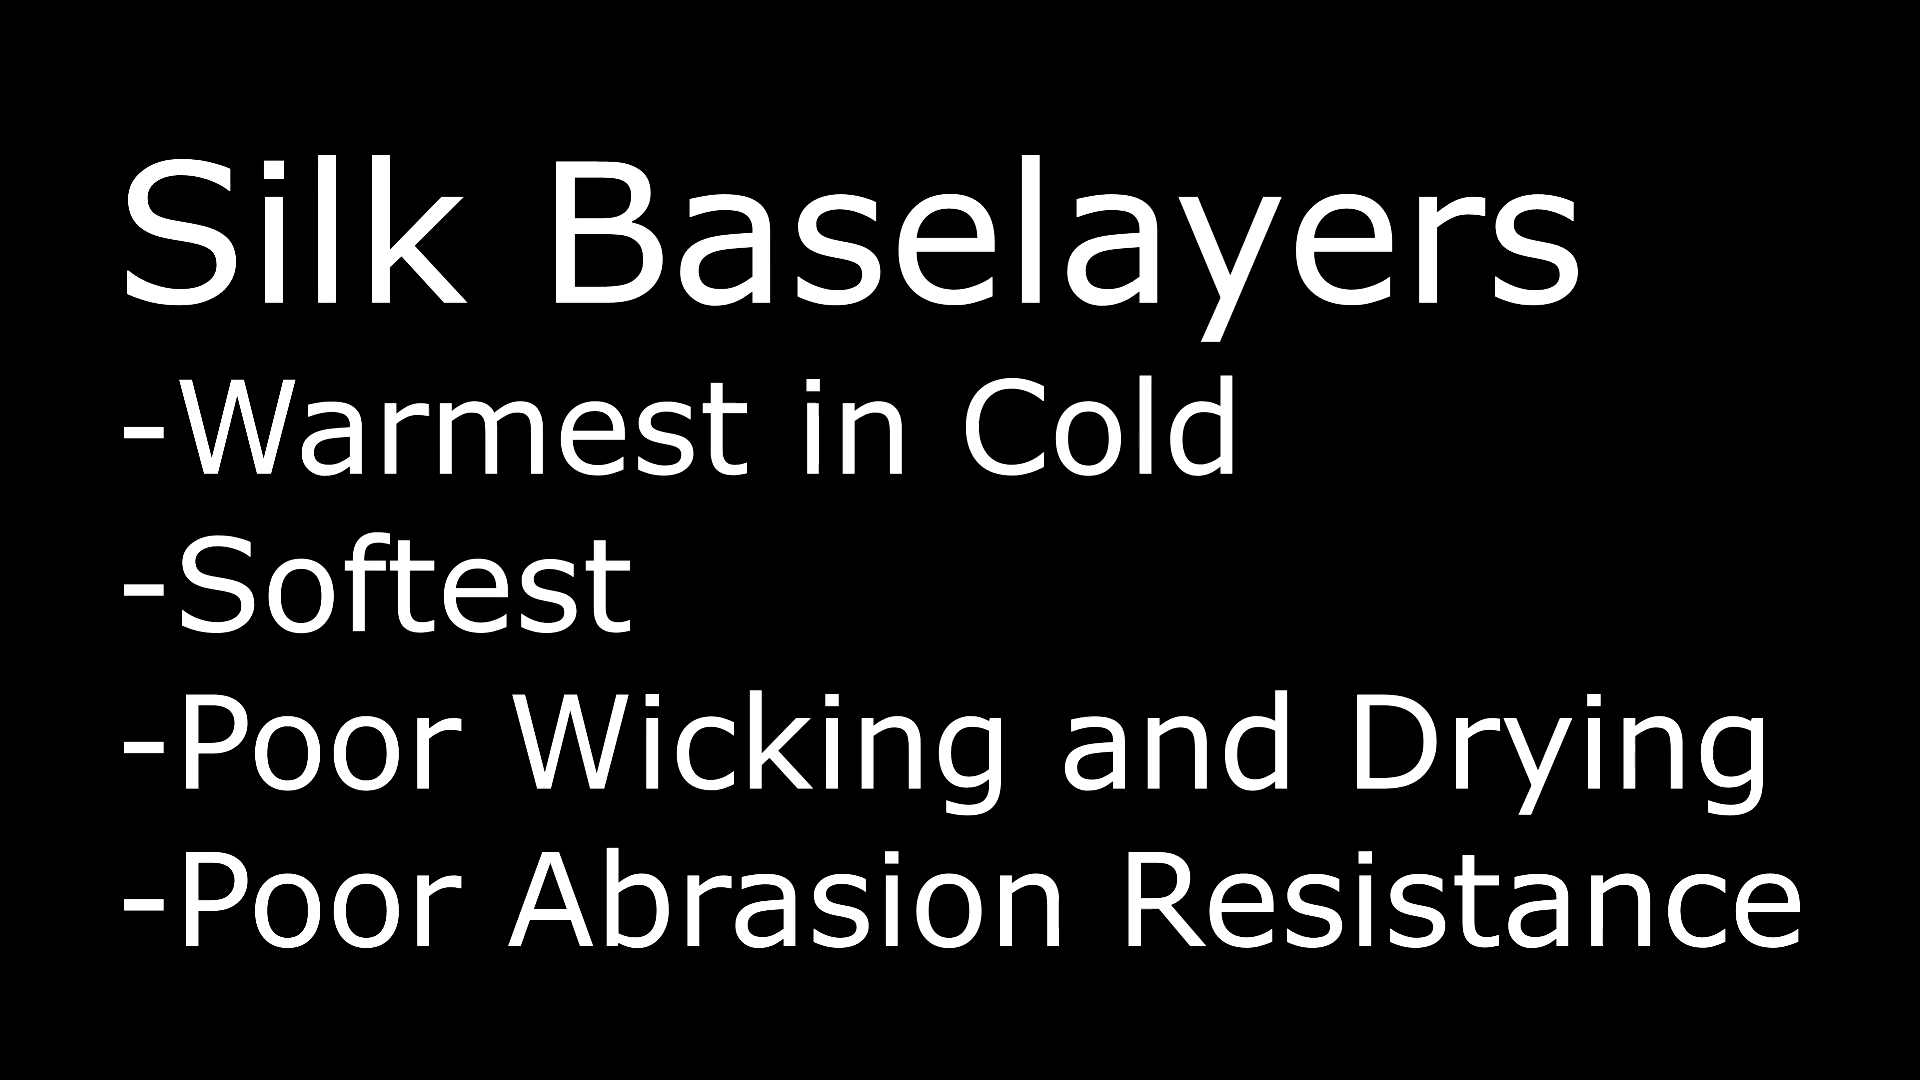 Silk Baselayers
-Warmest in Cold
-Softest
-Poor Wicking and Drying
-Poor Abrasion Resistance